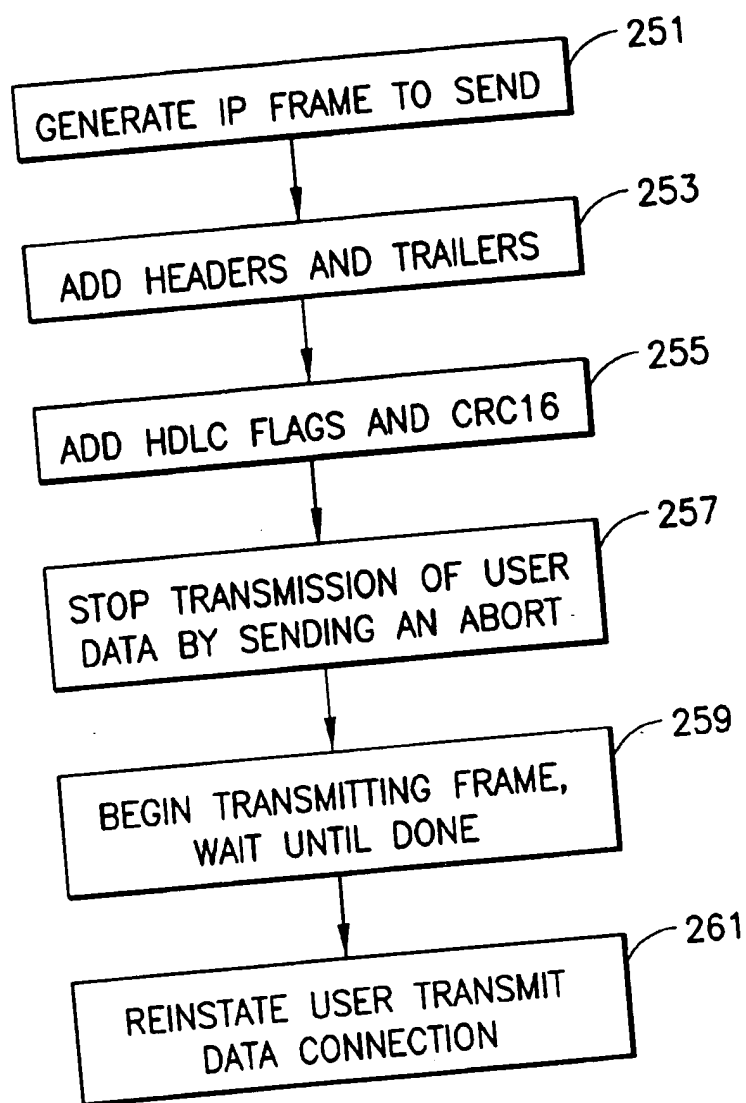 251
GENERATE IP FRAME TO SEND
253
ADD HEADERS AND TRAILERS
255
ADD HDLC FLAGS AND CRC16
257
STOP TRANSMISSION OF USER
DATA BY SENDING AN ABORT
259
BEGIN TRANSMITTING FRAME,
WAIT UNTIL DONE
261
REINSTATE USER TRANSMIT
DATA CONNECTION